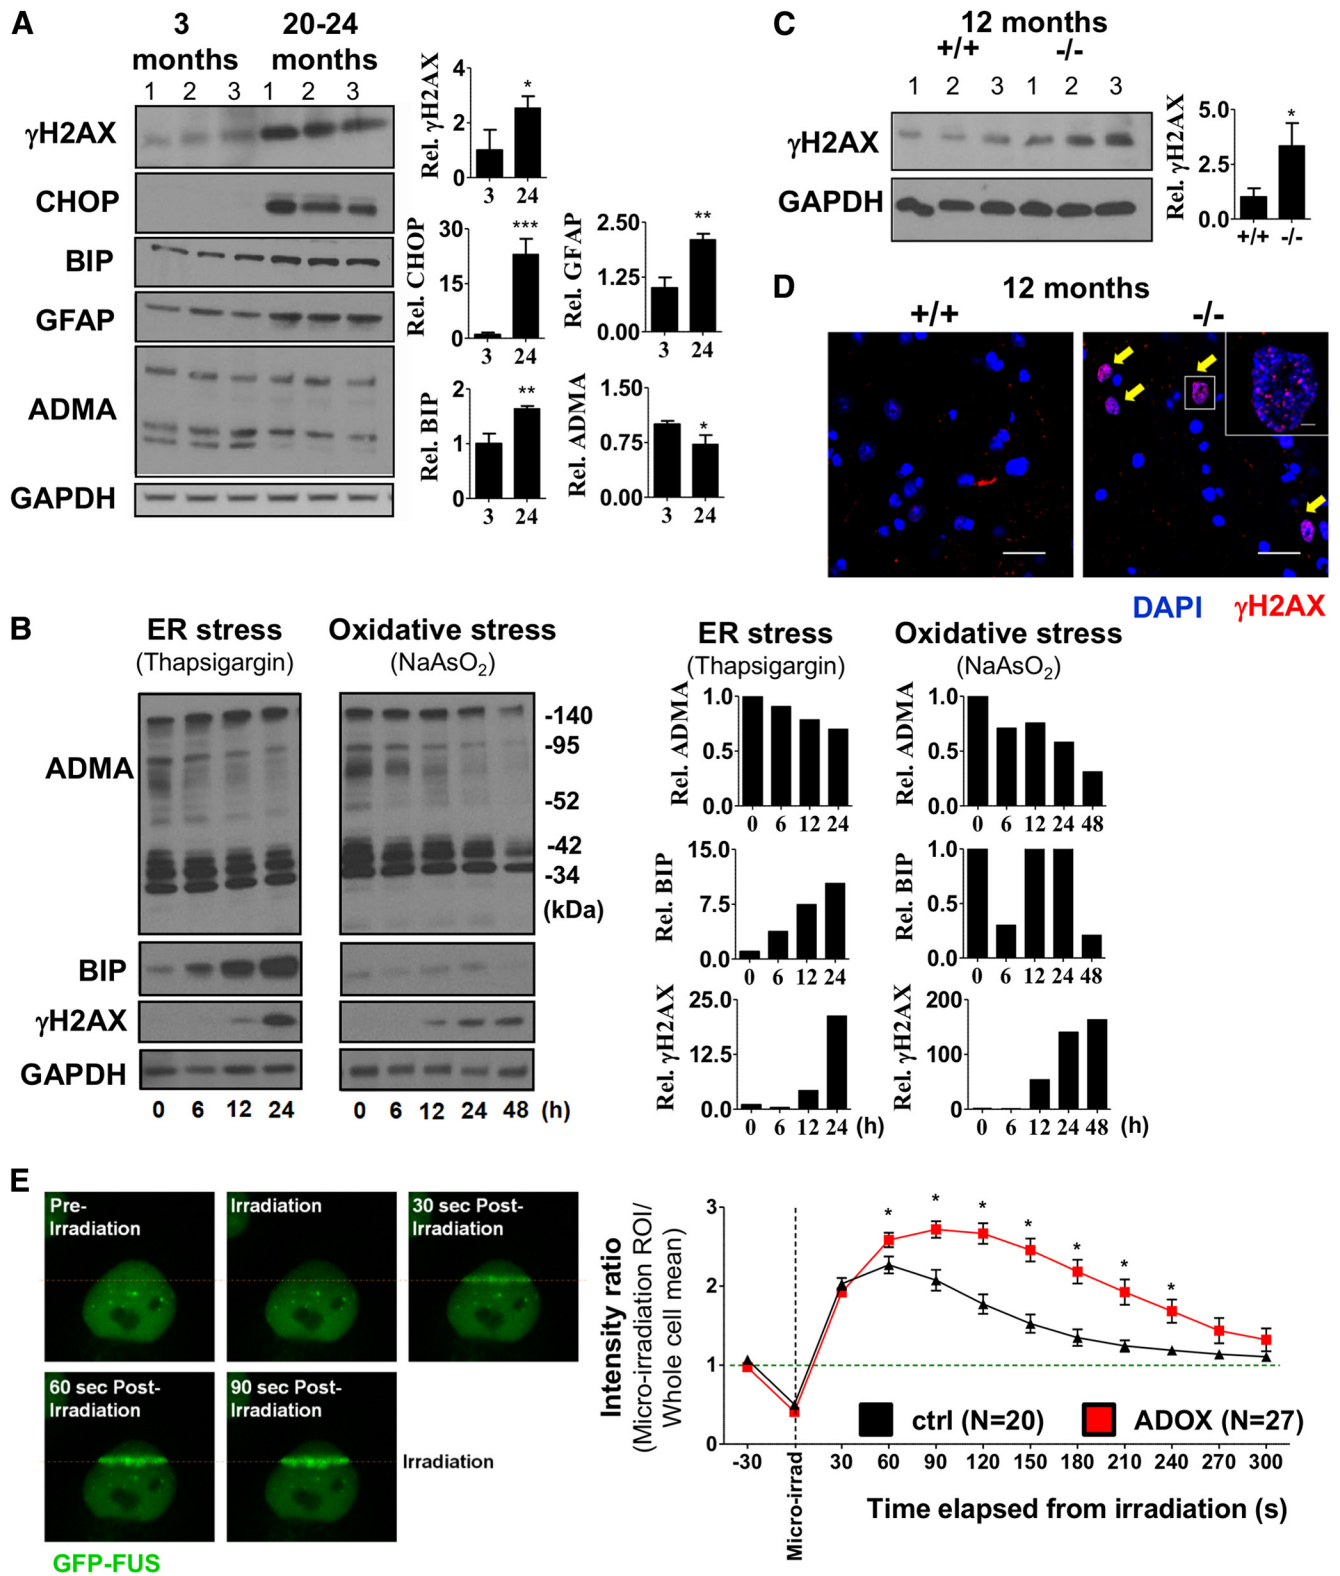 A
3 months
20-24 months
1 2 3 1 2 3
γH2AX
CHOP
BIP
GFAP
ADMA
GAPDH
Rel. γH2AX
4
2
0
*
3 24
Rel. CHOP
30
15
0
***
3 24
Rel. GFAP
2.50
1.25
0.00
**
3 24
Rel. BIP
2
1
0
**
3 24
Rel. ADMA
1.50
0.75
0.00
*
3 24
C
12 months
+/+ -/-
1 2 3 1 2 3
γH2AX
GAPDH
Rel. γH2AX
5.0
2.5
0.0
*
+/+ -/-
D
12 months
+/+ -/-
DAPI γH2AX
B
ER stress
(Thapsigargin)
Oxidative stress
(NaAsO2)
ADMA
-140
-95
-52
-42
-34
(kDa)
BIP
γH2AX
GAPDH
0 6 12 24
0 6 12 24 48 (h)
ER stress
(Thapsigargin)
Rel. ADMA
1.0
0.5
0.0
0 6 12 24
Rel. BIP
15.0
7.5
0.0
0 6 12 24
Rel. γH2AX
25.0
12.5
0.0
0 6 12 24 (h)
Oxidative stress
(NaAsO2)
Rel. ADMA
1.0
0.5
0.0
0 6 12 24 48
Rel. BIP
1.0
0.5
0.0
0 6 12 24 48
Rel. γH2AX
200
100
0
0 6 12 24 48 (h)
E
Pre-
Irradiation
Irradiation
30 sec Post-
Irradiation
60 sec Post-
Irradiation
90 sec Post-
Irradiation
Irradiation
GFP-FUS
Intensity ratio
(Micro-irradiation ROI/
Whole cell mean)
3
2
1
0
* * * * * * * *
ctrl (N=20)
ADOX (N=27)
-30 Micro-irrad 30 60 90 120 150 180 210 240 270 300
Time elapsed from irradiation (s)